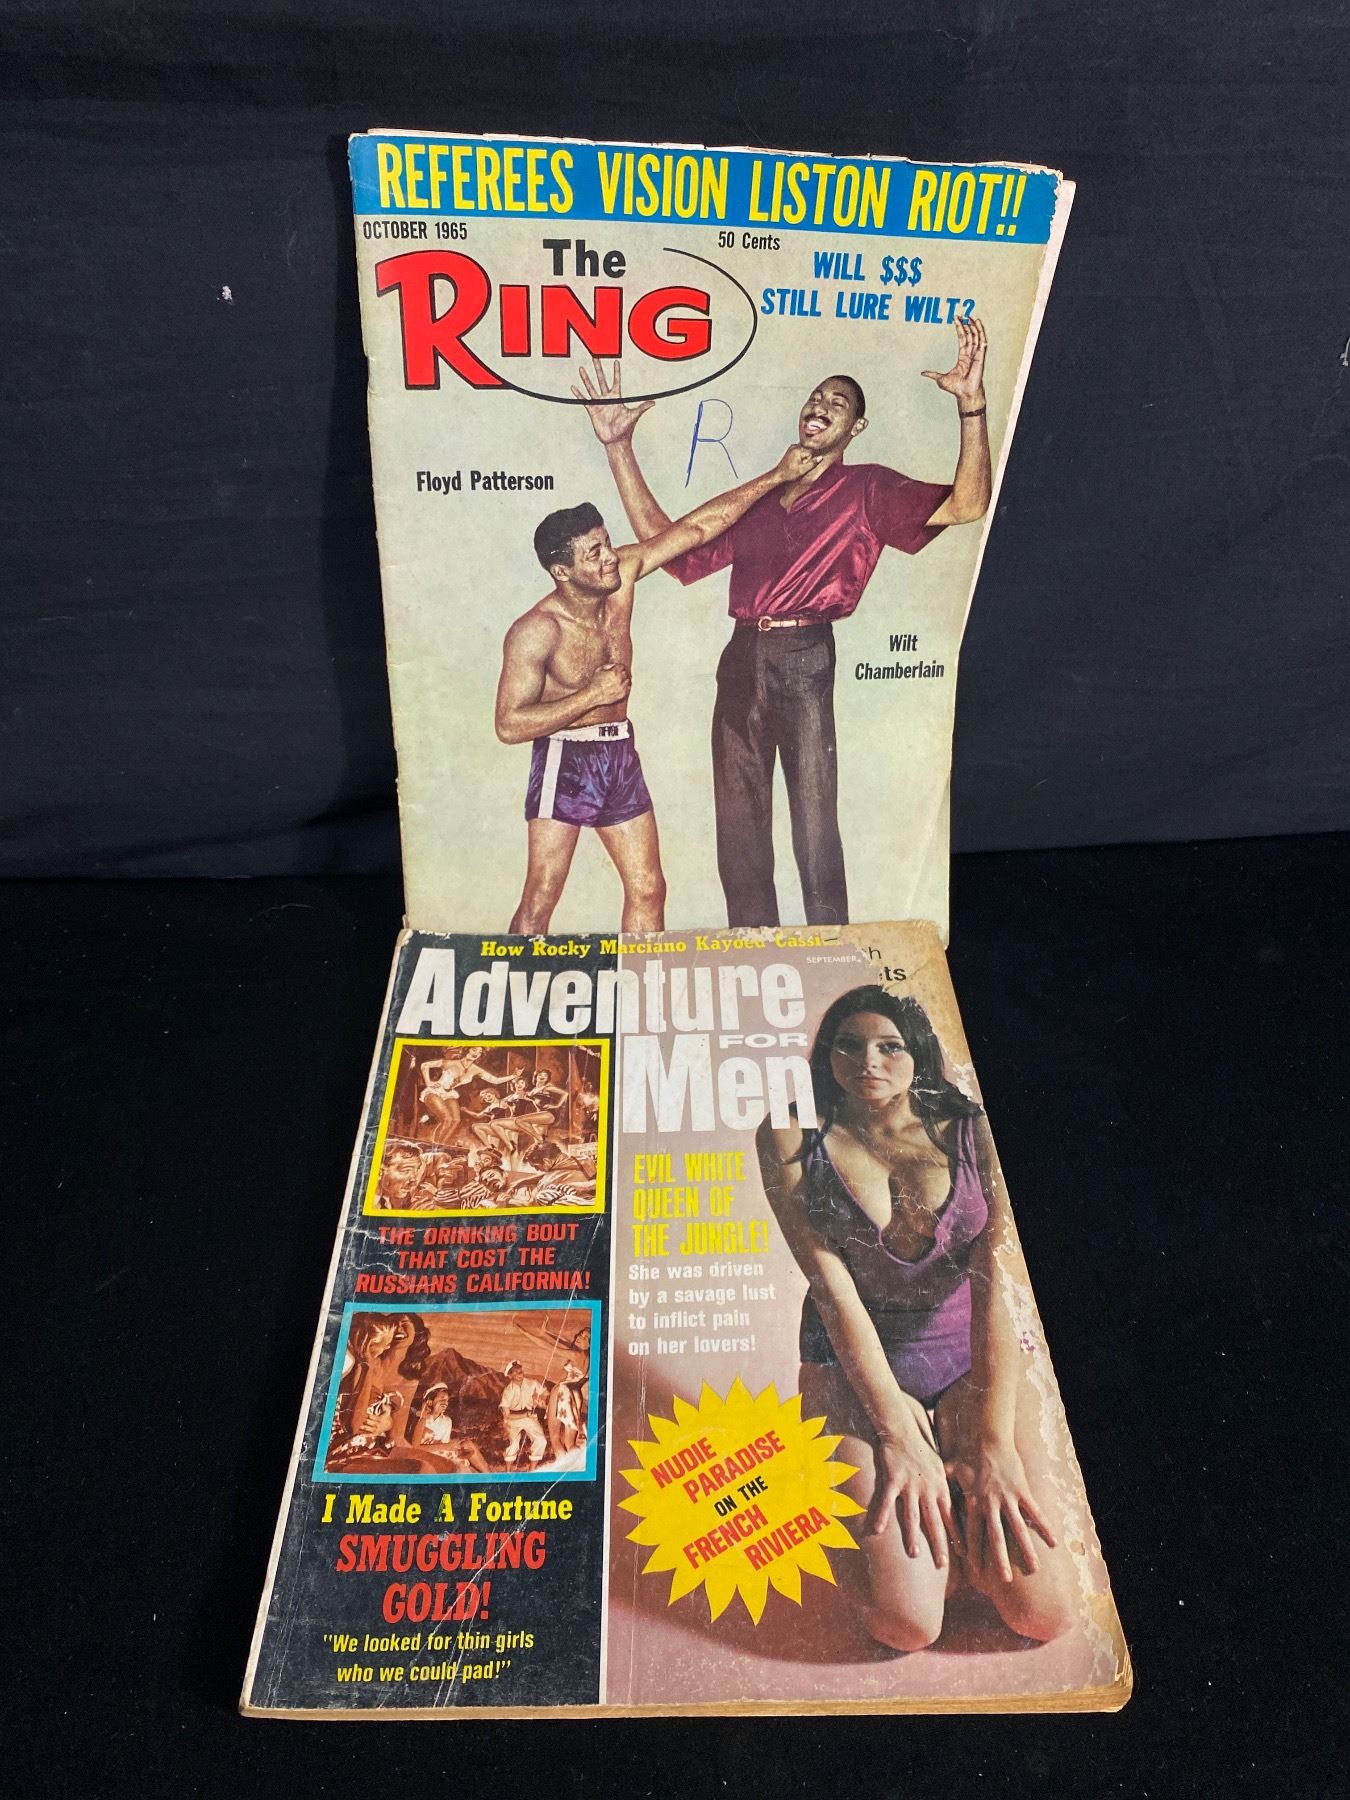 REFEREES VISION LISTON RIOT!!
OCTOBER 1965
50 Cents
The
RING
WILL $$$
STILL LURE WILT?
R
Floyd Patterson
Wilt
Chamberlain
How Rocky Marciano Kayoed
SEPTEMBER
ts
Adventure
FOR
Men
EVIL WHITE
QUEEN OF
THE JUNGLE!
She was driven
by a savage lust
to inflict pain
on her lovers!
THE DRINKING BOUT
THAT COST THE
RUSSIANS CALIFORNIA!
NUDIE
PARADISE
ON THE
FRENCH
RIVIERA
I Made A Fortune
SMUGGLING
GOLD!
"We looked for thin girls
who we could pad!"